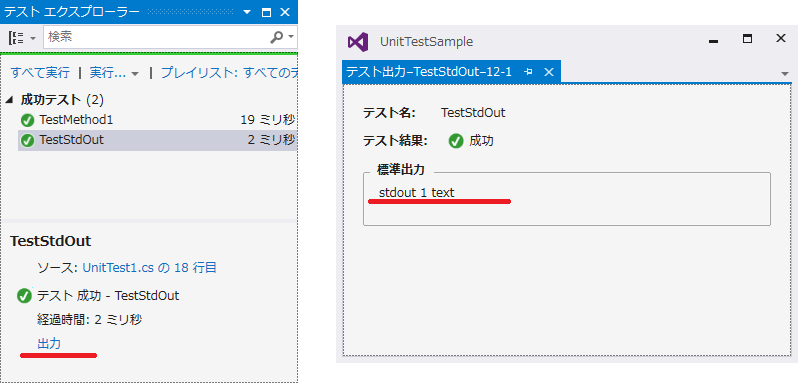 テスト エクスプローラー
検索
すべて実行 | 実行... | プレイリスト: すべてのテ
成功テスト (2)
TestMethod1 19 ミリ秒
TestStdOut 2 ミリ秒
TestStdOut
ソース: UnitTest1.cs の 18 行目
テスト 成功 - TestStdOut
経過時間: 2 ミリ秒
出力
UnitTestSample
テスト出力–TestStdOut–12-1
テスト名: TestStdOut
テスト結果: 成功
標準出力
stdout 1 text